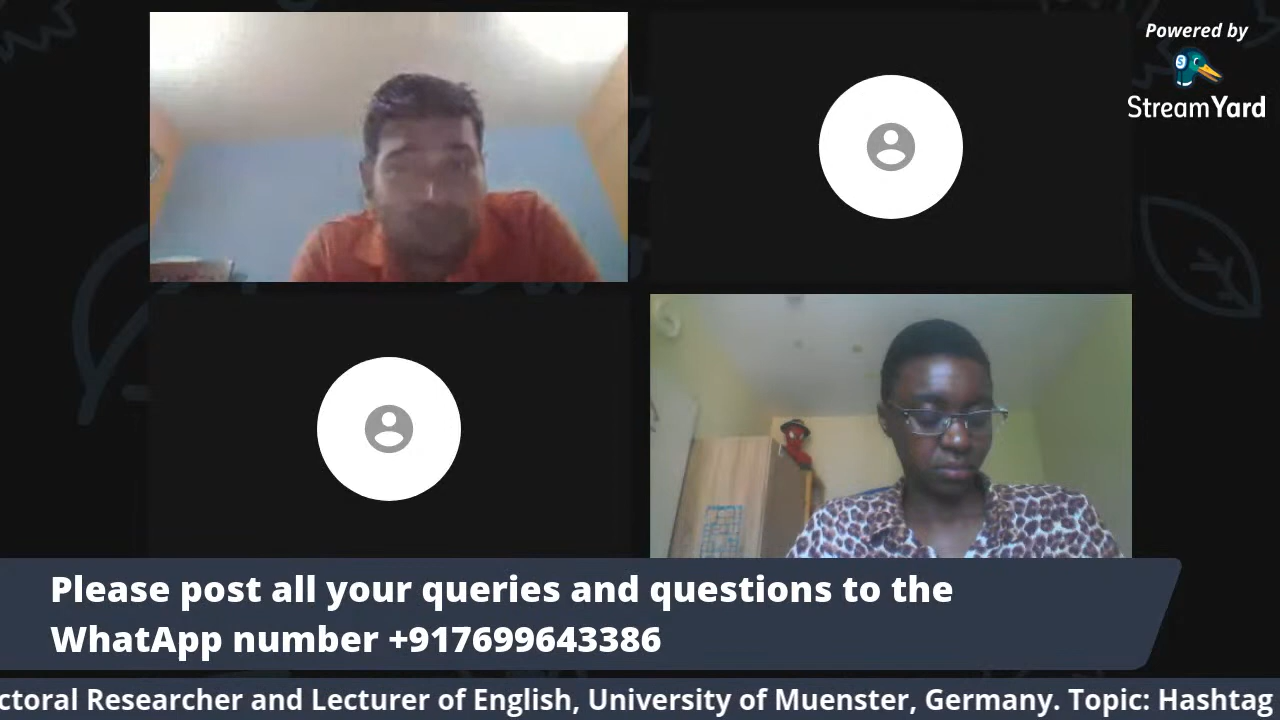 Powered by
StreamYard
Please post all your queries and questions to the
WhatApp number +917699643386
ctoral Researcher and Lecturer of English, University of Muenster, Germany. Topic: Hashtag